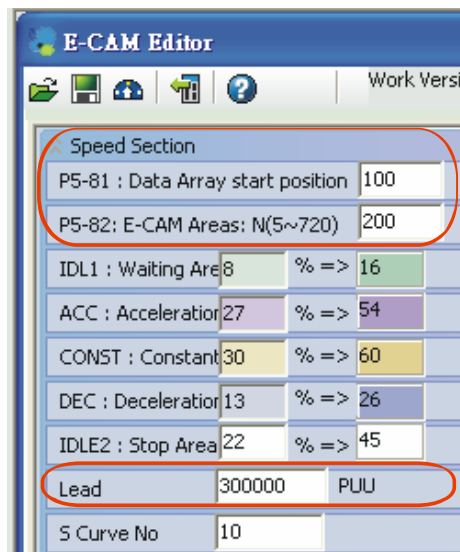 E-CAM Editor
Work Versi
Speed Section
P5-81 : Data Array start position 100
P5-82: E-CAM Areas: N(5~720) 200
IDL1 : Waiting Are 8 % => 16
ACC : Acceleration 27 % => 54
CONST : Constant 30 % => 60
DEC : Deceleration 13 % => 26
IDLE2 : Stop Area 22 % => 45
Lead 300000 PUU
S Curve No 10